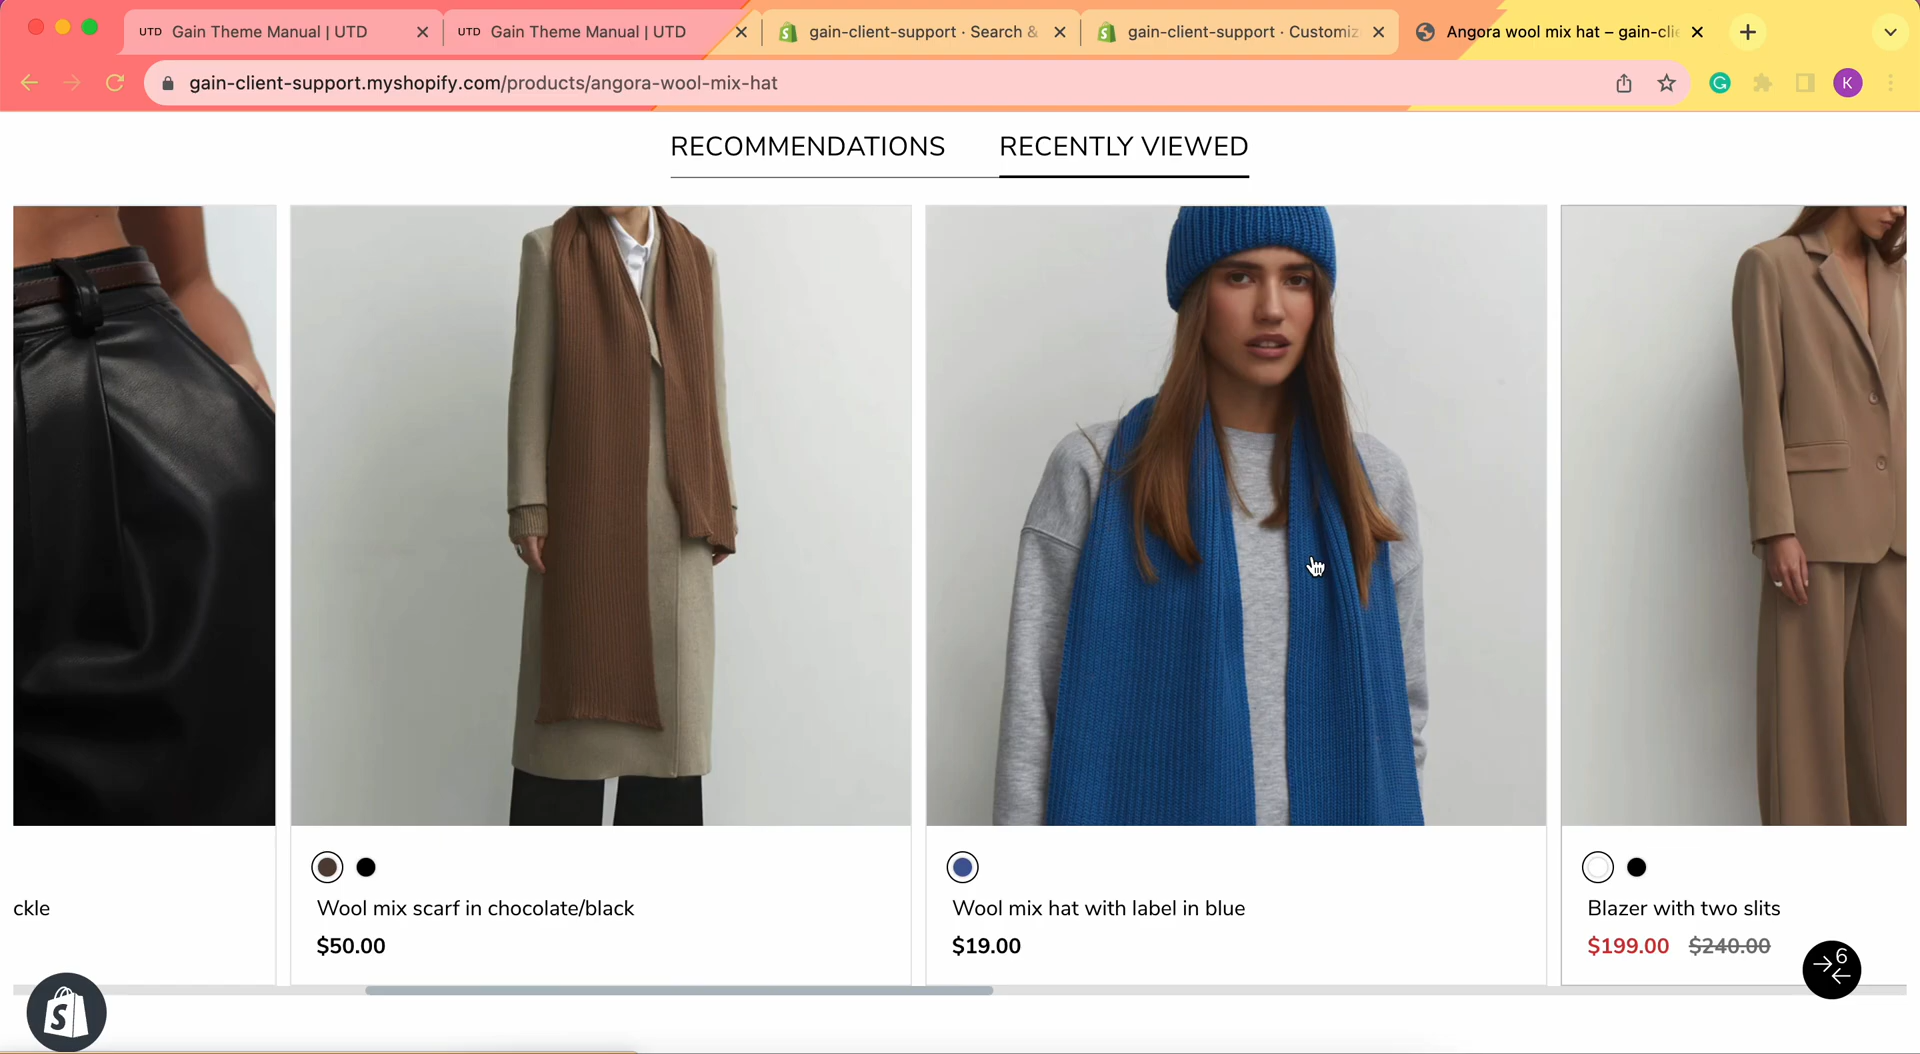 UTD Gain Theme Manual | UTD
UTD Gain Theme Manual | UTD
gain-client-support · Search &
gain-client-support · Customiz
Angora wool mix hat – gain-clie
gain-client-support.myshopify.com/products/angora-wool-mix-hat
K
RECOMMENDATIONS RECENTLY VIEWED
ckle
Wool mix scarf in chocolate/black
$50.00
Wool mix hat with label in blue
$19.00
Blazer with two slits
$199.00 $240.00
6